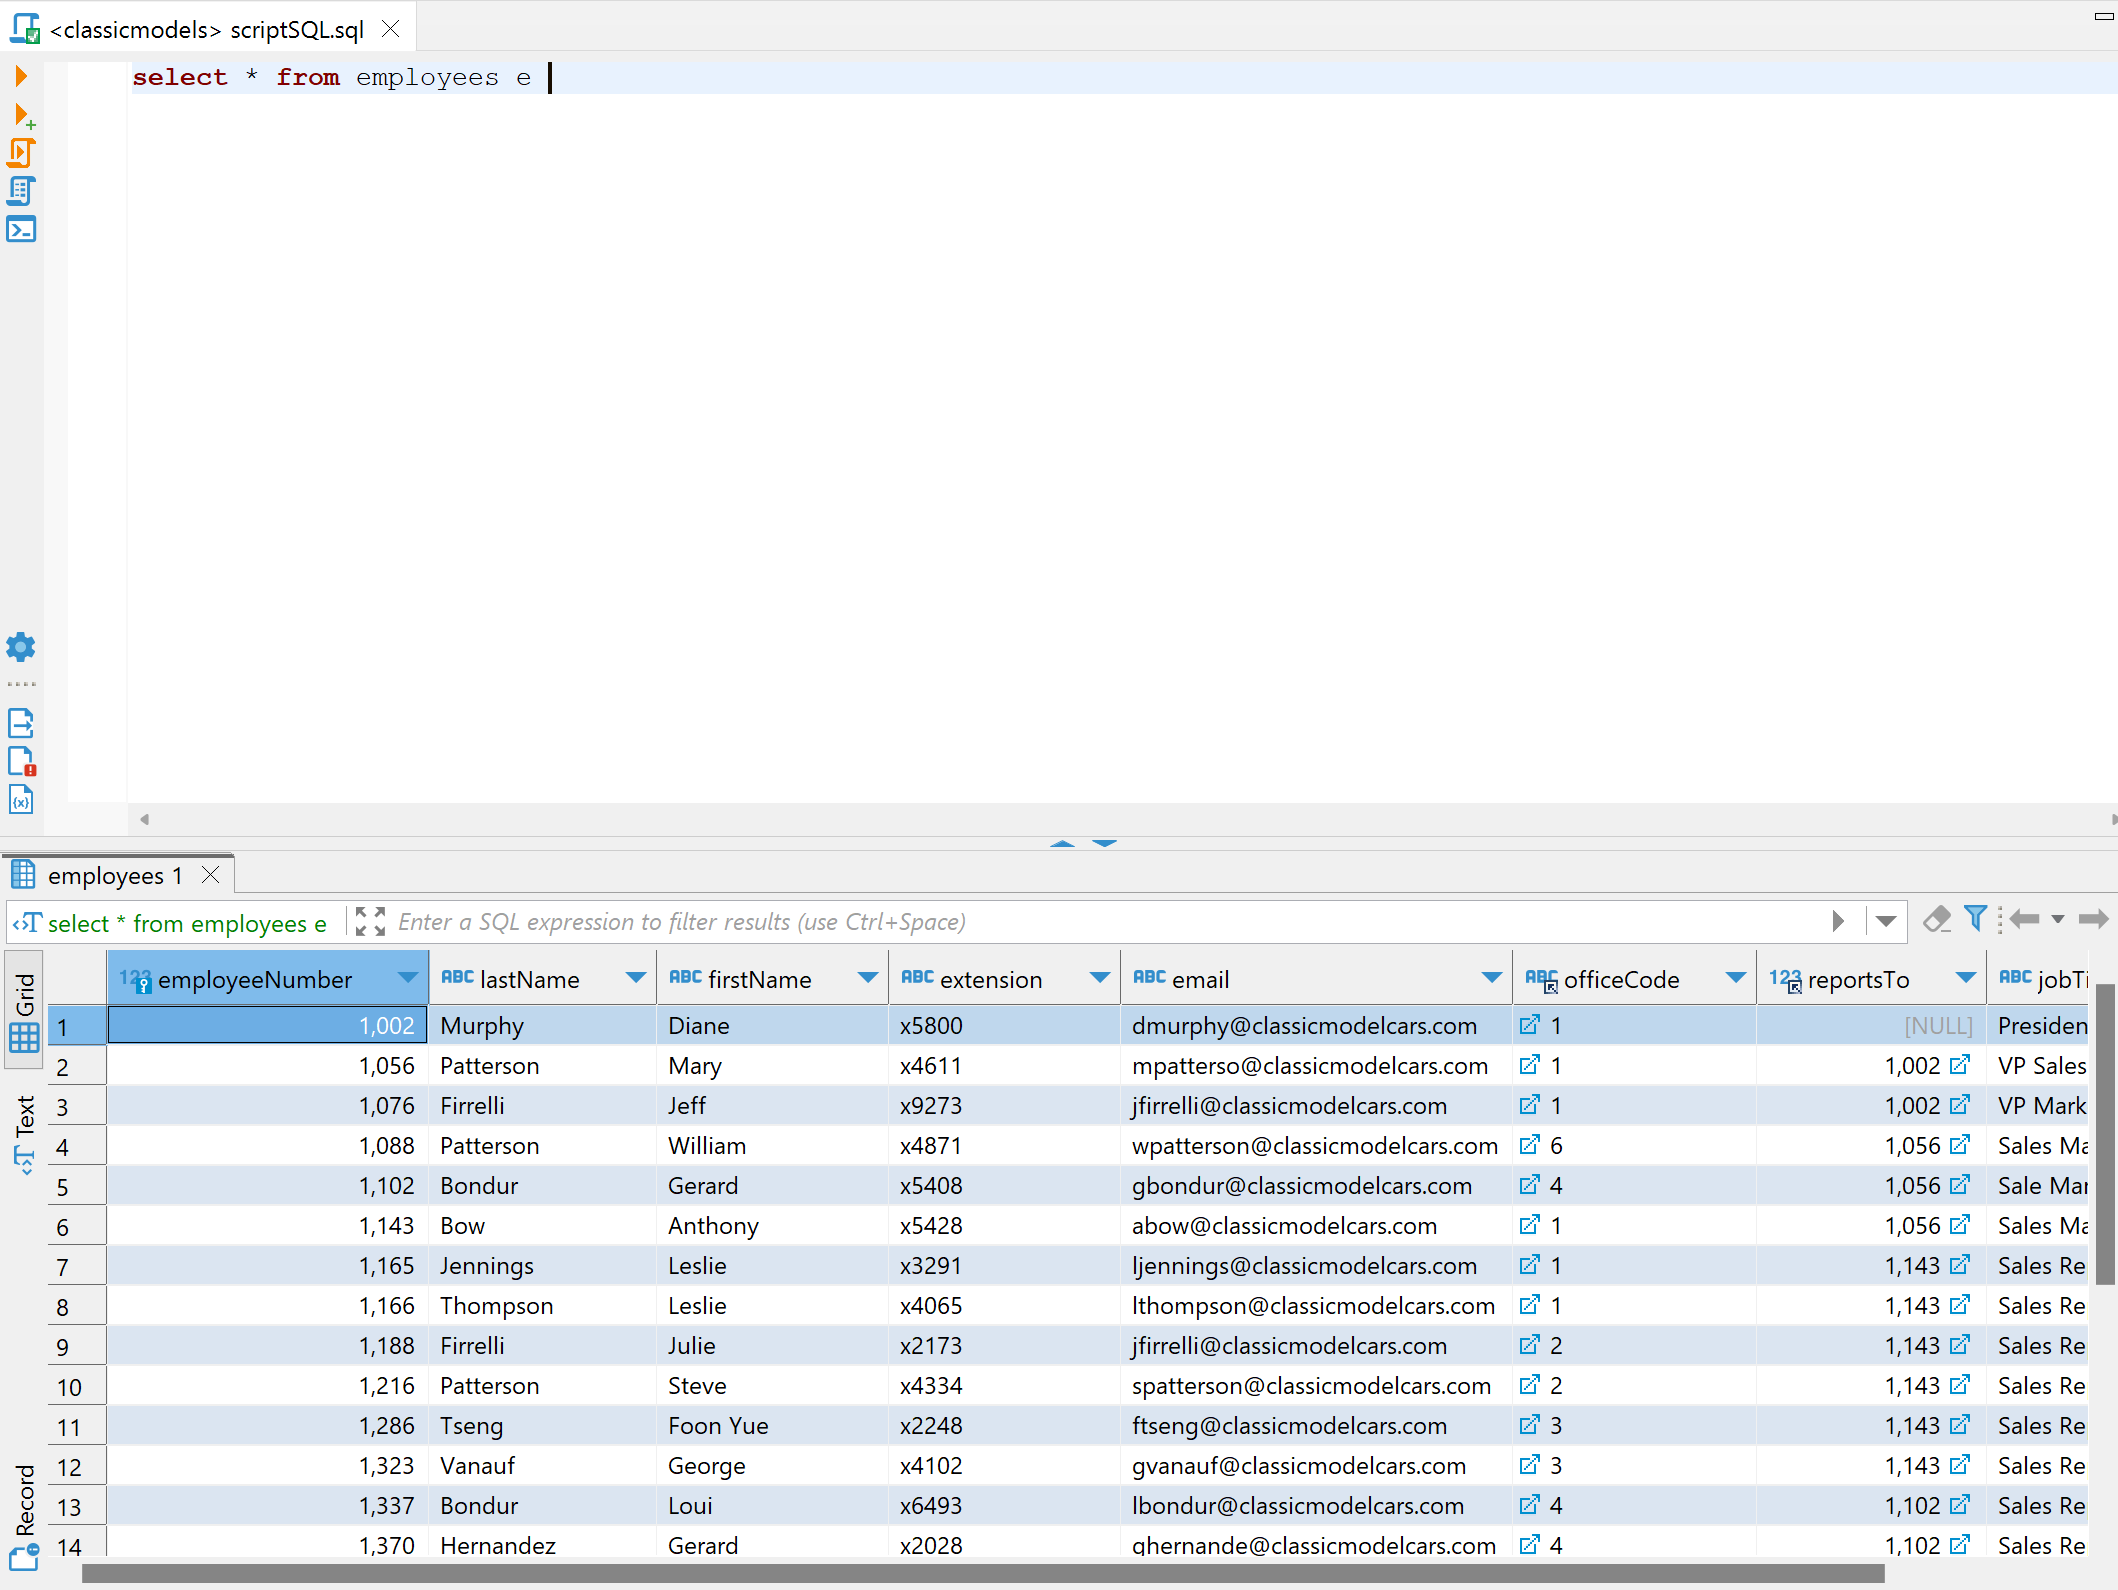 <classicmodels> scriptSQL.sql
select * from employees e
employees 1
select * from employees e Enter a SQL expression to filter results (use Ctrl+Space)
Grid
Text
Record
123 employeeNumber ABC lastName ABC firstName ABC extension ABC email ABC officeCode 123 reportsTo ABC jobTi
1 1,002 Murphy Diane x5800 dmurphy@classicmodelcars.com 1 [NULL] Presiden
2 1,056 Patterson Mary x4611 mpatterso@classicmodelcars.com 1 1,002 VP Sales
3 1,076 Firrelli Jeff x9273 jfirrelli@classicmodelcars.com 1 1,002 VP Mark
4 1,088 Patterson William x4871 wpatterson@classicmodelcars.com 6 1,056 Sales Ma
5 1,102 Bondur Gerard x5408 gbondur@classicmodelcars.com 4 1,056 Sale Mar
6 1,143 Bow Anthony x5428 abow@classicmodelcars.com 1 1,056 Sales Ma
7 1,165 Jennings Leslie x3291 ljennings@classicmodelcars.com 1 1,143 Sales Re
8 1,166 Thompson Leslie x4065 lthompson@classicmodelcars.com 1 1,143 Sales Re
9 1,188 Firrelli Julie x2173 jfirrelli@classicmodelcars.com 2 1,143 Sales Re
10 1,216 Patterson Steve x4334 spatterson@classicmodelcars.com 2 1,143 Sales Re
11 1,286 Tseng Foon Yue x2248 ftseng@classicmodelcars.com 3 1,143 Sales Re
12 1,323 Vanauf George x4102 gvanauf@classicmodelcars.com 3 1,143 Sales Re
13 1,337 Bondur Loui x6493 lbondur@classicmodelcars.com 4 1,102 Sales Re
14 1,370 Hernandez Gerard x2028 ghernande@classicmodelcars.com 4 1,102 Sales Re